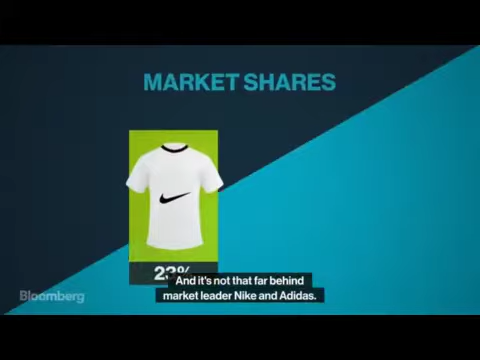 MARKET SHARES
And it's not that far behind
market leader Nike and Adidas.
Bloomberg